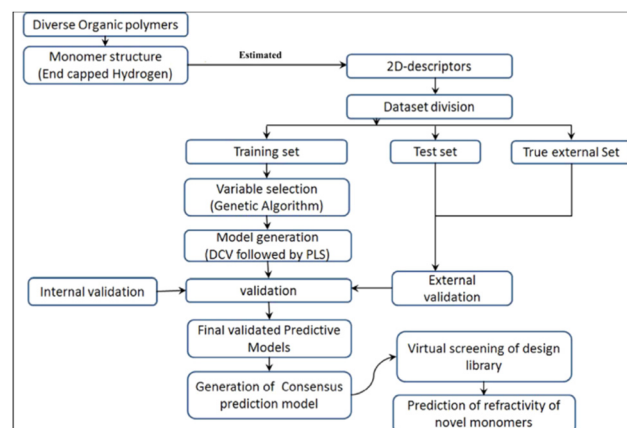 Diverse Organic polymers
Monomer structure
(End capped Hydrogen)
Estimated
2D-descriptors
Dataset division
Training set
Test set
True external Set
Variable selection
(Genetic Algorithm)
Model generation
(DCV followed by PLS)
Internal validation
validation
External
validation
Final validated Predictive
Models
Virtual screening of design
library
Generation of Consensus
prediction model
Prediction of refractivity of
novel monomers